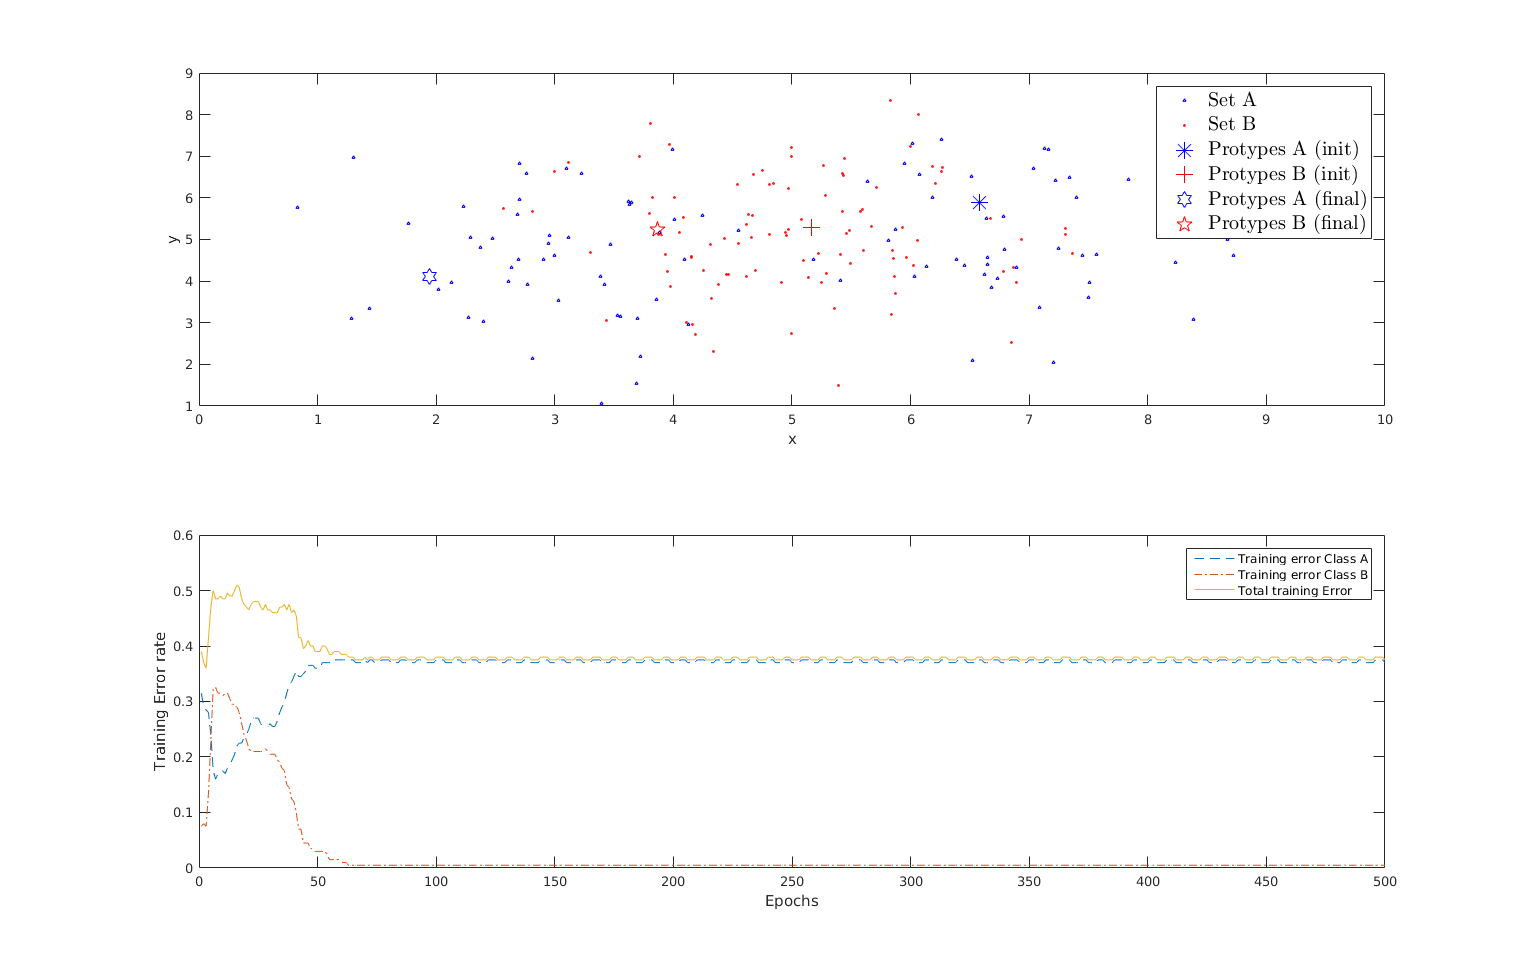 9
8
7
6
5
4
3
2
1
y
0 1 2 3 4 5 6 7 8 9 10
x
Set A
Set B
Protypes A (init)
Protypes B (init)
Protypes A (final)
Protypes B (final)
0.6
0.5
0.4
0.3
0.2
0.1
0
Training Error rate
0 50 100 150 200 250 300 350 400 450 500
Epochs
Training error Class A
Training error Class B
Total training Error